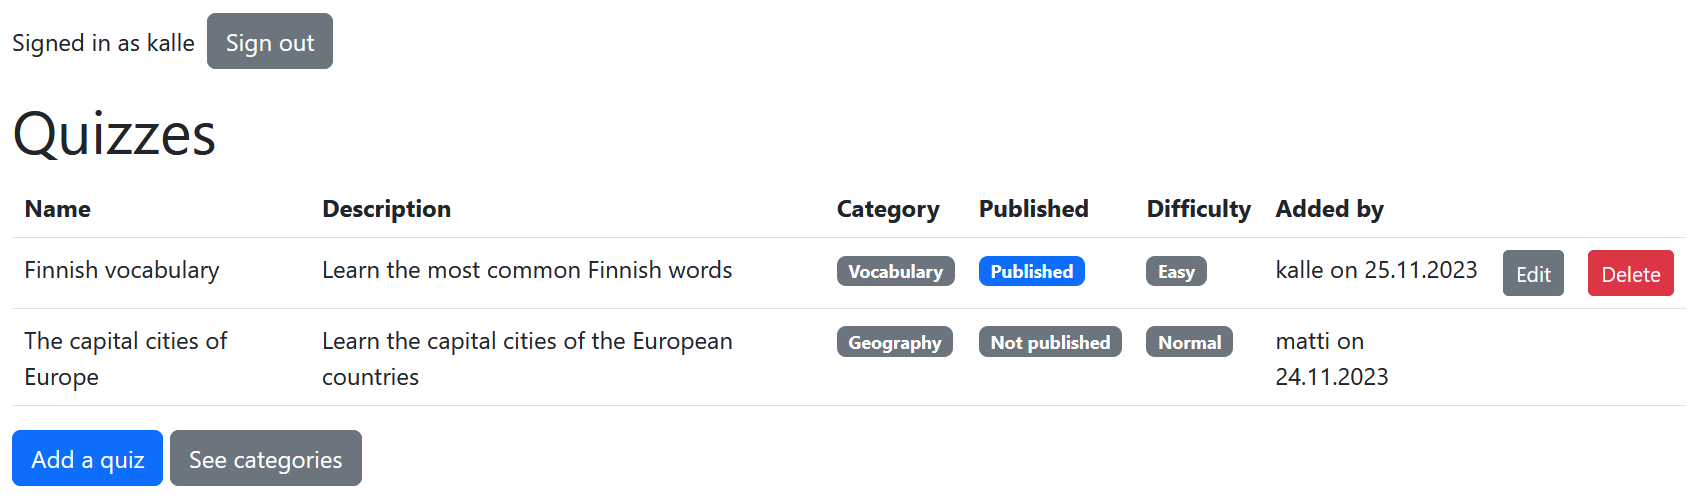 Signed in as kalle Sign out
Quizzes
Name Description Category Published Difficulty Added by
Finnish vocabulary Learn the most common Finnish words Vocabulary Published Easy kalle on 25.11.2023 Edit Delete
The capital cities of Learn the capital cities of the European Geography Not published Normal matti on
Europe countries 24.11.2023
Add a quiz See categories